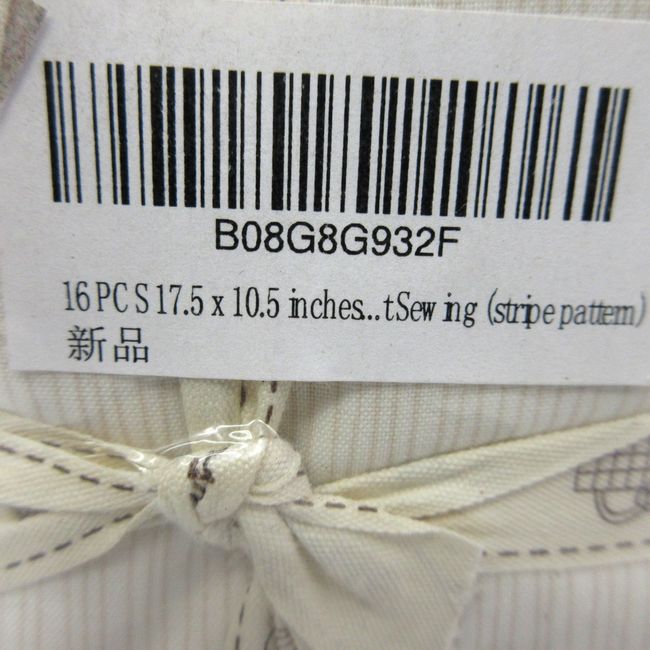 B08G8G932F
16 PCS 17.5 x 10.5 inches...tSewing (stripe pattern)
新品